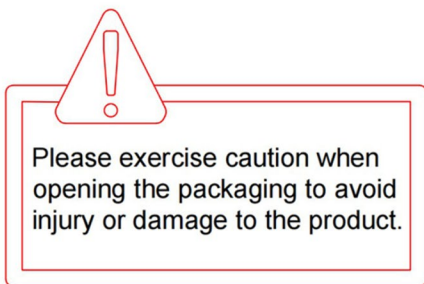 Please exercise caution when
opening the packaging to avoid
injury or damage to the product.